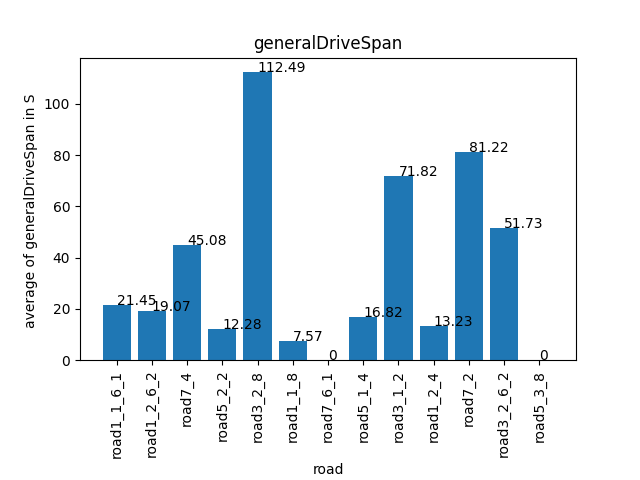 generalDriveSpan
average of generalDriveSpan in S
100
80
60
40
20
0
21.45
19.07
45.08
12.28
112.49
7.57
0
16.82
71.82
13.23
81.22
51.73
0
road1_1_6_1
road1_2_6_2
road7_4
road5_2_2
road3_2_8
road1_1_8
road7_6_1
road5_1_4
road3_1_2
road1_2_4
road7_2
road3_2_6_2
road5_3_8
road